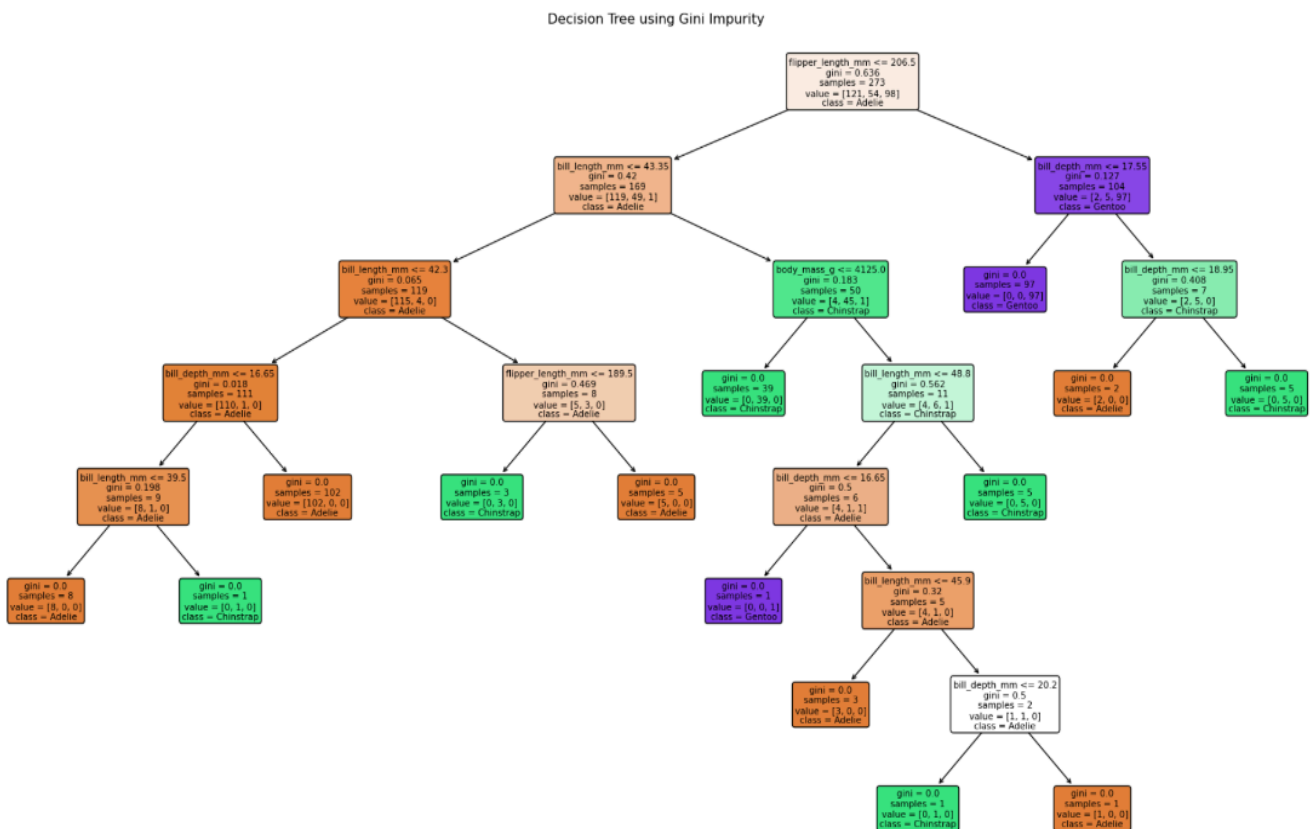 Decision Tree using Gini Impurity
flipper_length_mm <= 206.5
gini = 0.636
samples = 273
value = [121, 54, 98]
class = Adelie
bill_length_mm <= 43.35
gini = 0.42
samples = 169
value = [119, 49, 1]
class = Adelie
bill_depth_mm <= 17.55
gini = 0.127
samples = 104
value = [2, 5, 97]
class = Gentoo
bill_length_mm <= 42.3
gini = 0.065
samples = 119
value = [115, 4, 0]
class = Adelie
body_mass_g <= 4125.0
gini = 0.183
samples = 50
value = [4, 45, 1]
class = Chinstrap
gini = 0.0
samples = 97
value = [0, 0, 97]
class = Gentoo
bill_depth_mm <= 18.95
gini = 0.408
samples = 7
value = [2, 5, 0]
class = Chinstrap
bill_depth_mm <= 16.65
gini = 0.018
samples = 111
value = [110, 1, 0]
class = Adelie
flipper_length_mm <= 189.5
gini = 0.469
samples = 8
value = [5, 3, 0]
class = Adelie
gini = 0.0
samples = 39
value = [0, 39, 0]
class = Chinstrap
bill_length_mm <= 48.8
gini = 0.562
samples = 11
value = [4, 6, 1]
class = Chinstrap
gini = 0.0
samples = 2
value = [2, 0, 0]
class = Adelie
gini = 0.0
samples = 5
value = [0, 5, 0]
class = Chinstrap
bill_length_mm <= 39.5
gini = 0.198
samples = 9
value = [8, 1, 0]
class = Adelie
gini = 0.0
samples = 102
value = [102, 0, 0]
class = Adelie
gini = 0.0
samples = 3
value = [0, 3, 0]
class = Chinstrap
gini = 0.0
samples = 5
value = [5, 0, 0]
class = Adelie
bill_depth_mm <= 16.65
gini = 0.5
samples = 6
value = [4, 1, 1]
class = Adelie
gini = 0.0
samples = 5
value = [0, 5, 0]
class = Chinstrap
gini = 0.0
samples = 8
value = [8, 0, 0]
class = Adelie
gini = 0.0
samples = 1
value = [0, 1, 0]
class = Chinstrap
gini = 0.0
samples = 1
value = [0, 0, 1]
class = Gentoo
bill_length_mm <= 45.9
gini = 0.32
samples = 5
value = [4, 1, 0]
class = Adelie
gini = 0.0
samples = 3
value = [3, 0, 0]
class = Adelie
bill_depth_mm <= 20.2
gini = 0.5
samples = 2
value = [1, 1, 0]
class = Adelie
gini = 0.0
samples = 1
value = [0, 1, 0]
class = Chinstrap
gini = 0.0
samples = 1
value = [1, 0, 0]
class = Adelie